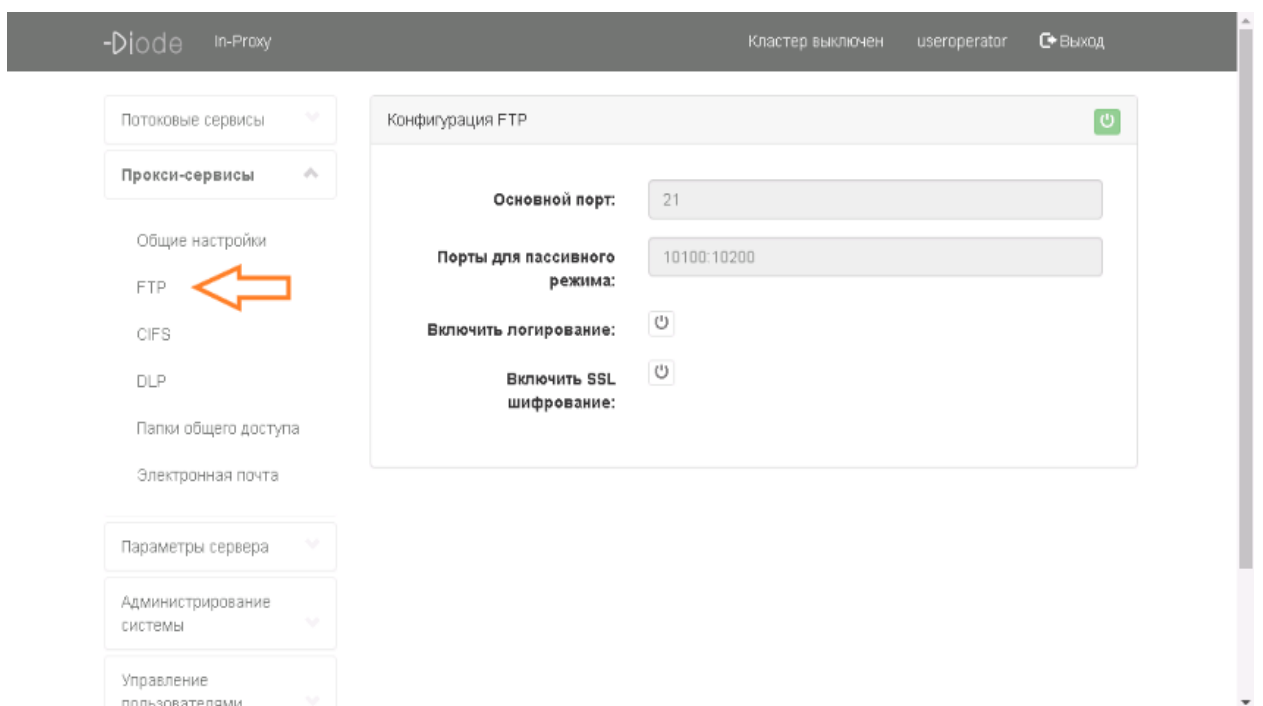 -Diode In-Proxy Кластер выключен useroperator Выход
Потоковые сервисы
Прокси-сервисы
Общие настройки
FTP
CIFS
DLP
Папки общего доступа
Электронная почта
Параметры сервера
Администрирование
системы
Управление
пользователями
Конфигурация FTP
Основной порт: 21
Порты для пассивного 10100:10200
режима:
Включить логирование:
Включить SSL
шифрование: